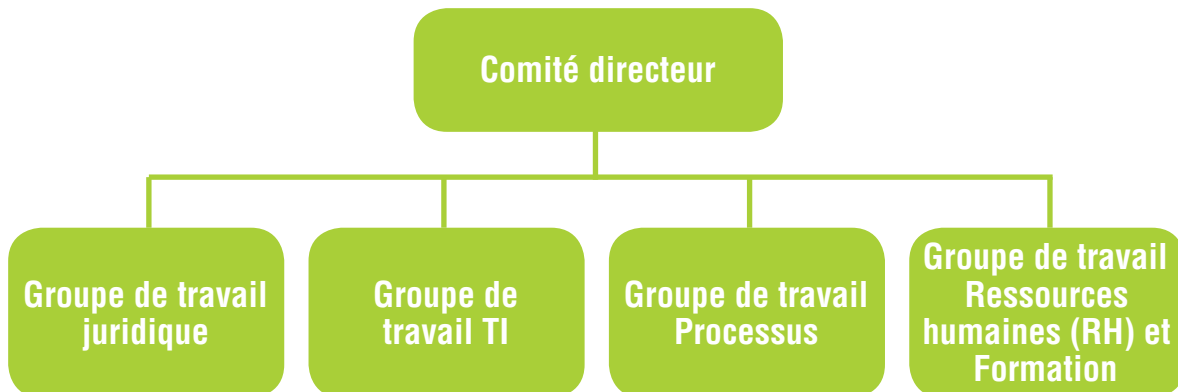 Comité directeur
Groupe de travail
juridique
Groupe de
travail TI
Groupe de travail
Processus
Groupe de travail
Ressources
humaines (RH) et
Formation